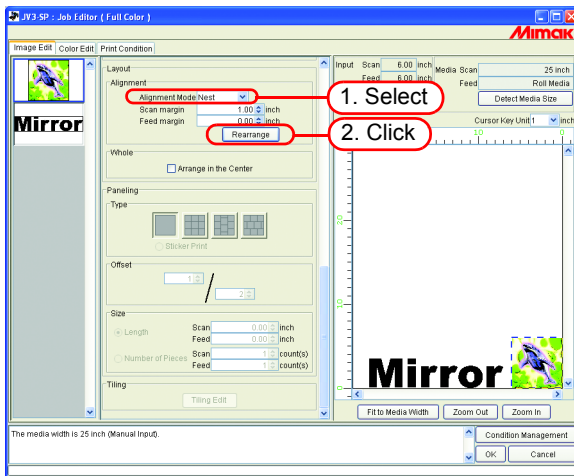 JV3-SP : Job Editor ( Full Color )
Mimaki
Image Edit
Color Edit
Print Condition
Mirror
Layout
Alignment
Alignment Mode Nest
Scan margin 1.00 inch
Feed margin 0.00 inch
Rearrange
Whole
Arrange in the Center
Paneling
Type
Sticker Print
Offset
1 / 2
Size
Length Scan 0.00 inch
Feed 0.00 inch
Number of Pieces Scan 1 count(s)
Feed 1 count(s)
Tiling
Tiling Edit
1. Select
2. Click
Input Scan 6.00 inch
Feed 6.00 inch
Media Scan 25 inch
Feed Roll Media
Detect Media Size
Cursor Key Unit 1 inch
10 0
20
10
0
Mirror
Fit to Media Width
Zoom Out
Zoom In
The media width is 25 inch (Manual Input).
Condition Management
OK
Cancel